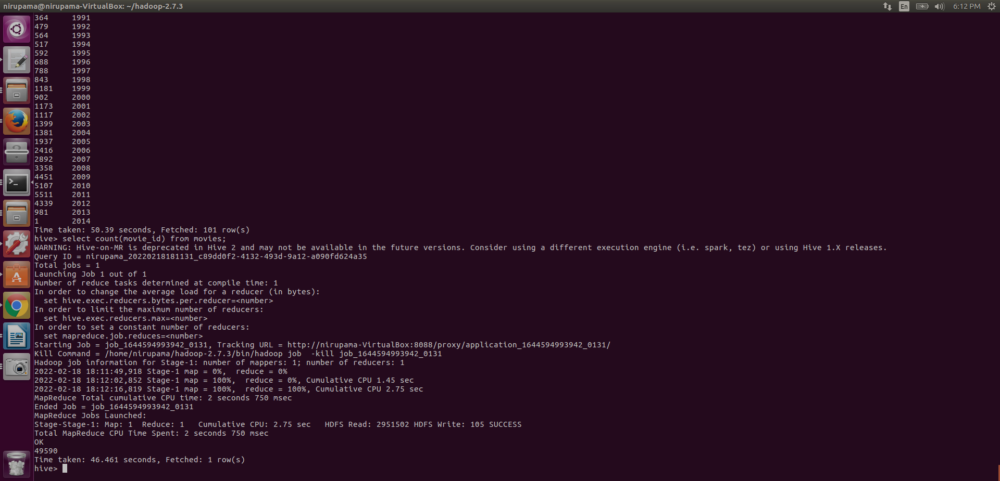 nirupama@nirupama-VirtualBox: ~/hadoop-2.7.3 En 6:12 PM
364 1991
479 1992
564 1993
517 1994
592 1995
688 1996
788 1997
843 1998
1181 1999
902 2000
1173 2001
1117 2002
1399 2003
1381 2004
1937 2005
2416 2006
2892 2007
3358 2008
4451 2009
5107 2010
5511 2011
4339 2012
981 2013
1 2014
Time taken: 50.39 seconds, Fetched: 101 row(s)
hive> select count(movie_id) from movies;
WARNING: Hive-on-MR is deprecated in Hive 2 and may not be available in the future versions. Consider using a different execution engine (i.e. spark, tez) or using Hive 1.X releases.
Query ID = nirupama_20220218181131_c89dd0f2-4132-493d-9a12-a090fd624a35
Total jobs = 1
Launching Job 1 out of 1
Number of reduce tasks determined at compile time: 1
In order to change the average load for a reducer (in bytes):
  set hive.exec.reducers.bytes.per.reducer=<number>
In order to limit the maximum number of reducers:
  set hive.exec.reducers.max=<number>
In order to set a constant number of reducers:
  set mapreduce.job.reduces=<number>
Starting Job = job_1644594993942_0131, Tracking URL = http://nirupama-VirtualBox:8088/proxy/application_1644594993942_0131/
Kill Command = /home/nirupama/hadoop-2.7.3/bin/hadoop job  -kill job_1644594993942_0131
Hadoop job information for Stage-1: number of mappers: 1; number of reducers: 1
2022-02-18 18:11:49,918 Stage-1 map = 0%,  reduce = 0%
2022-02-18 18:12:02,852 Stage-1 map = 100%,  reduce = 0%, Cumulative CPU 1.45 sec
2022-02-18 18:12:16,819 Stage-1 map = 100%,  reduce = 100%, Cumulative CPU 2.75 sec
MapReduce Total cumulative CPU time: 2 seconds 750 msec
Ended Job = job_1644594993942_0131
MapReduce Jobs Launched:
Stage-Stage-1: Map: 1  Reduce: 1   Cumulative CPU: 2.75 sec   HDFS Read: 2951502 HDFS Write: 105 SUCCESS
Total MapReduce CPU Time Spent: 2 seconds 750 msec
OK
49590
Time taken: 46.461 seconds, Fetched: 1 row(s)
hive>